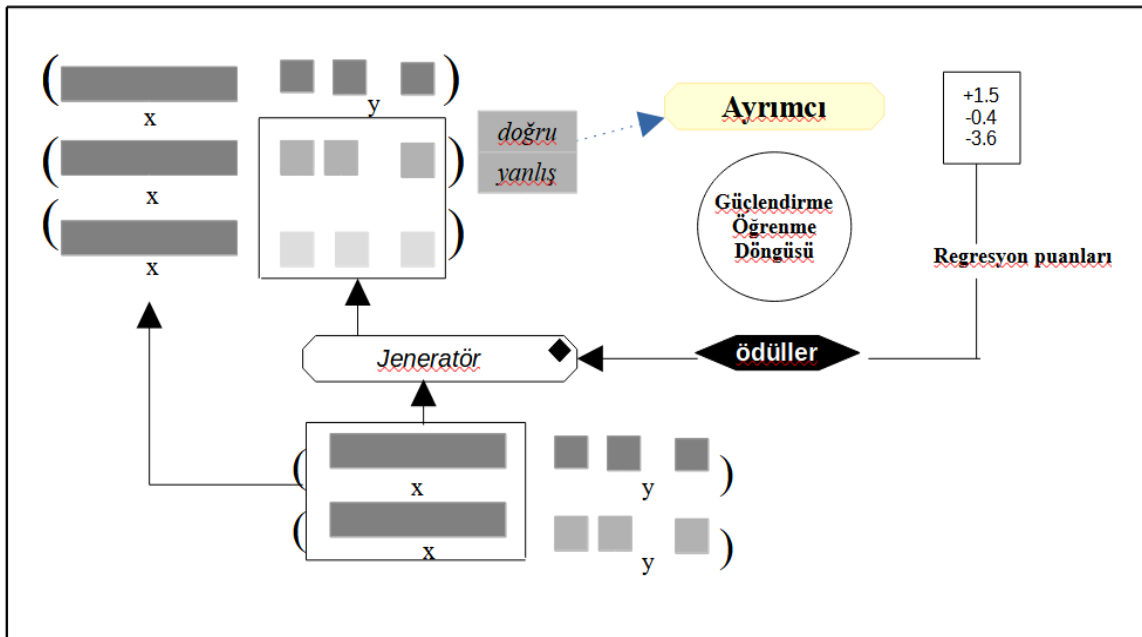 ( x
y )
( x )
( x )
doğru
yanlış
Ayrımcı
+1.5
-0.4
-3.6
Güçlendirme
Öğrenme
Döngüsü
Regresyon puanları
Jeneratör
ödüller
( x
y )
( x
y )